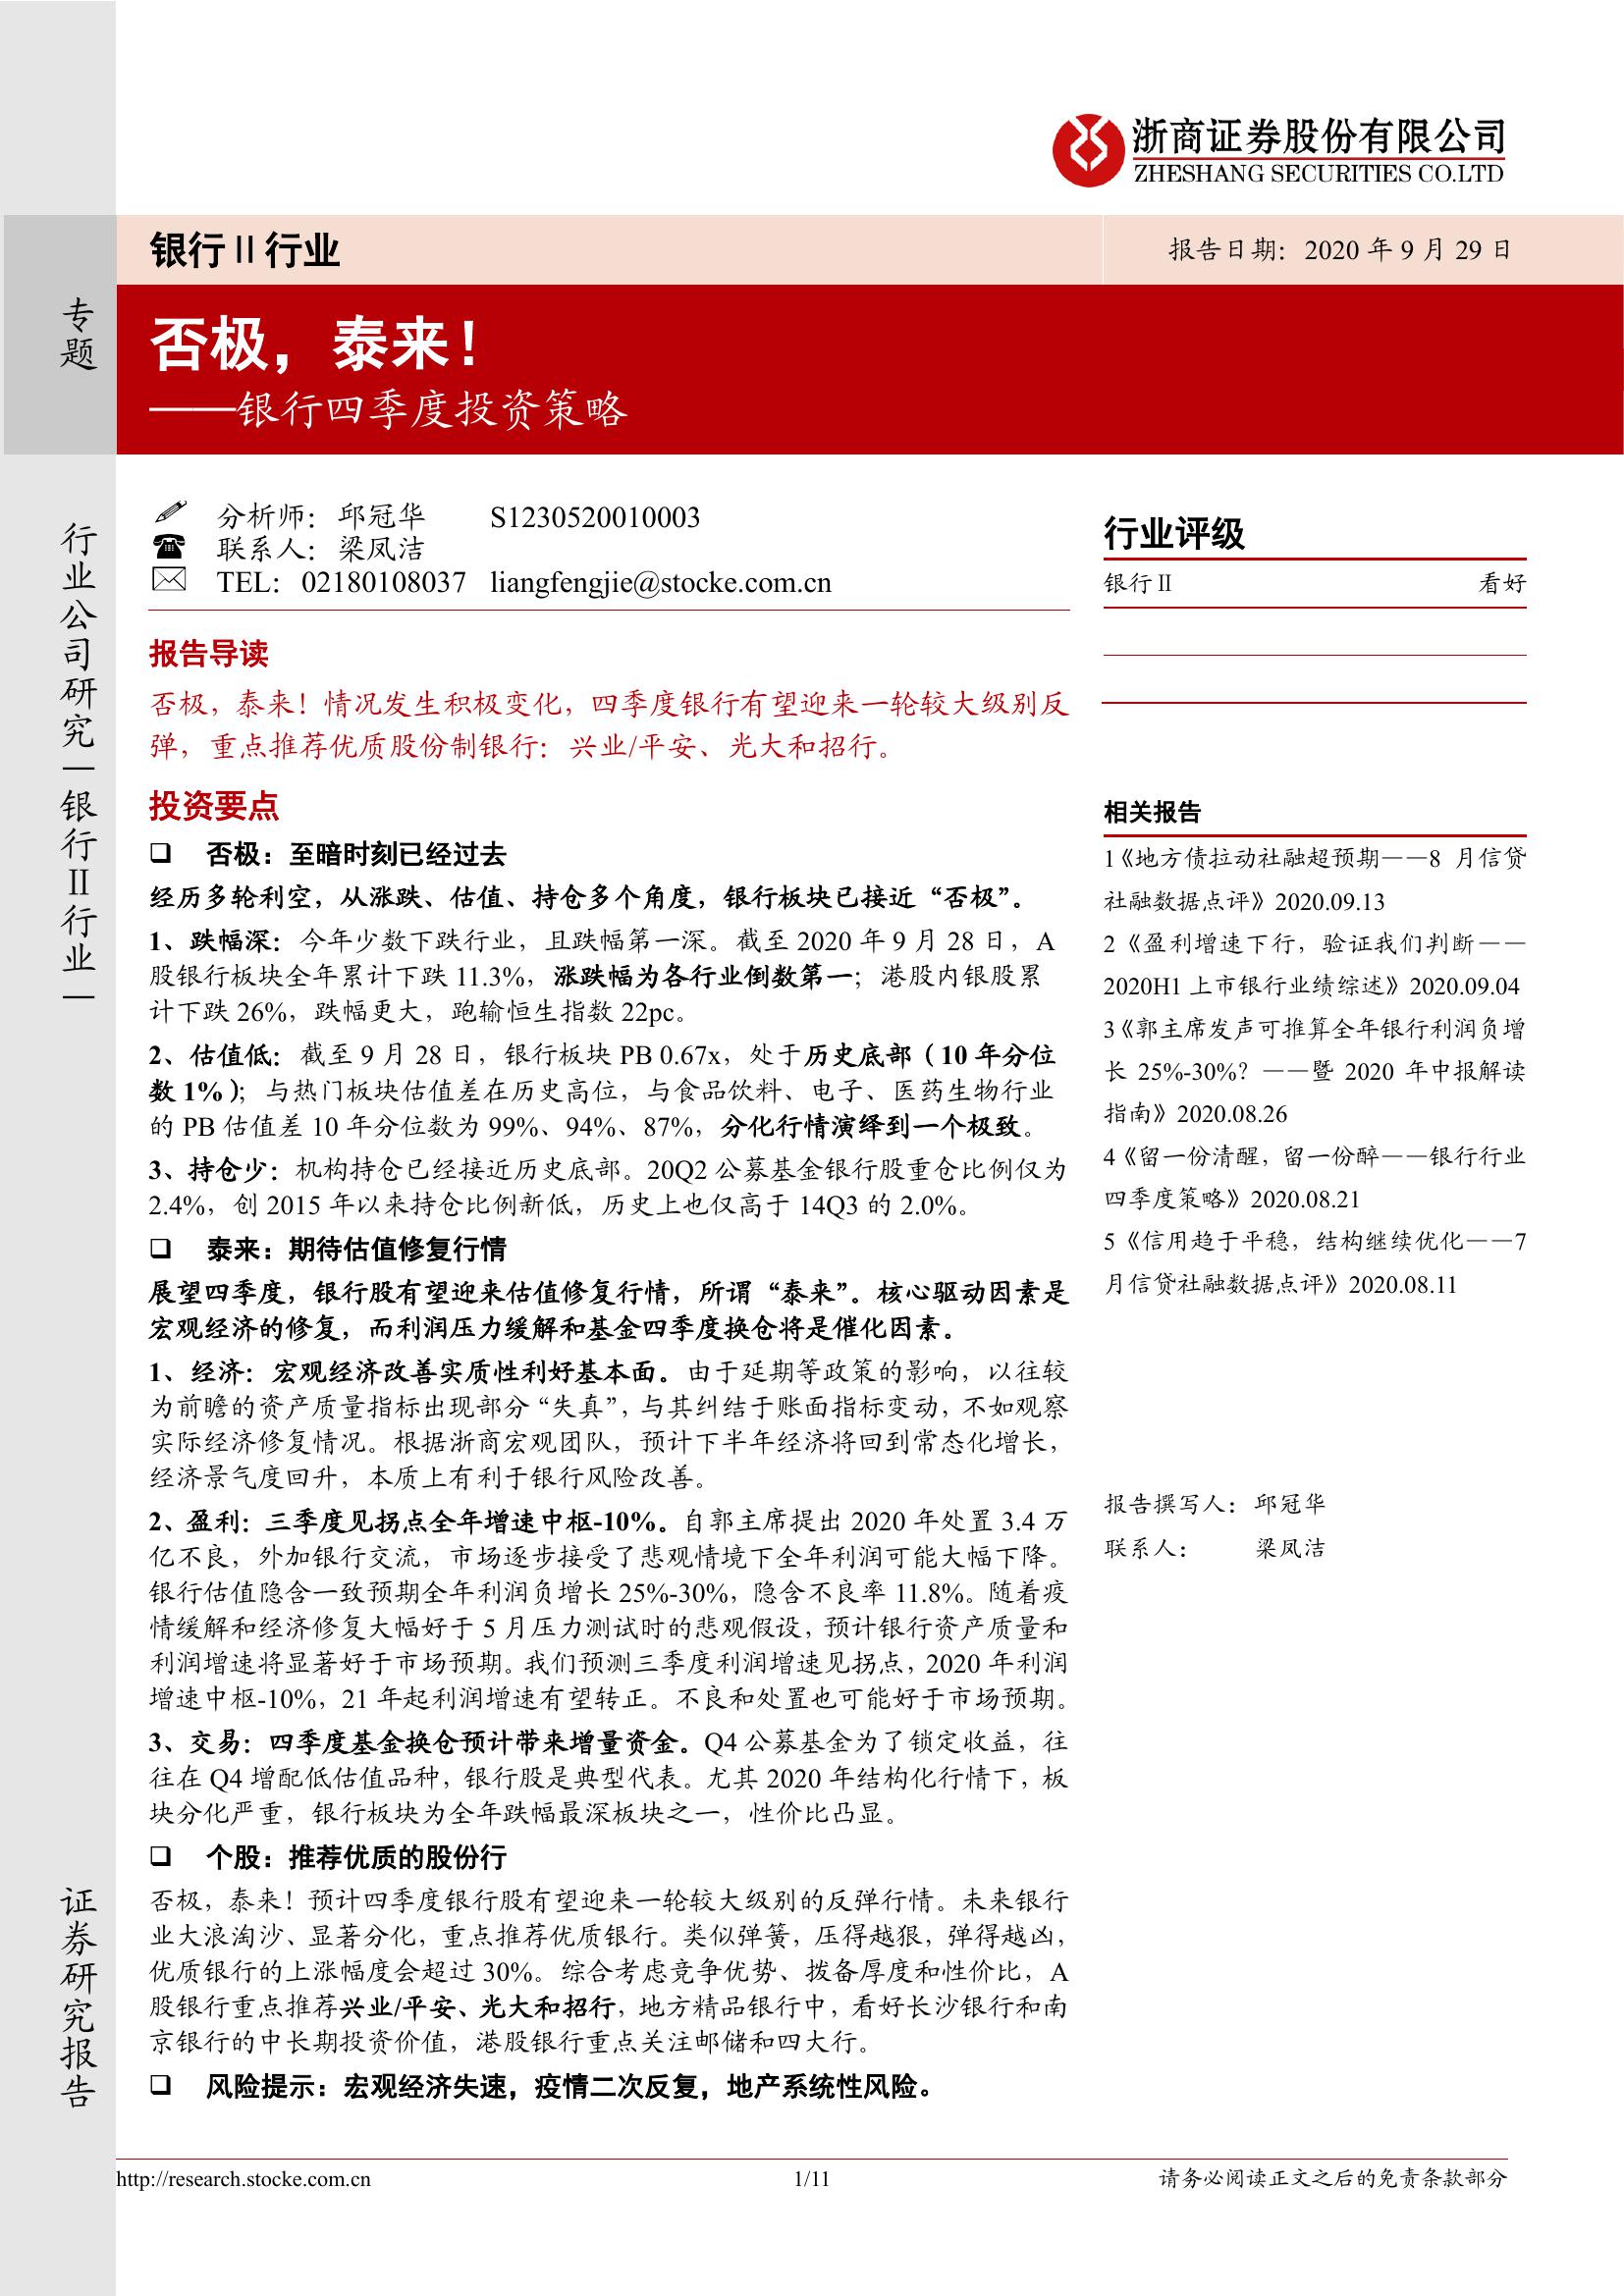 浙商证券股份有限公司
ZHESHANG SECURITIES CO.LTD
银行Ⅱ行业
报告日期：2020 年 9 月 29 日
专题
否极，泰来！
——银行四季度投资策略
行业公司研究｜银行Ⅱ行业｜
证券研究报告
分析师：邱冠华 S1230520010003
联系人：梁凤洁
TEL：02180108037 liangfengjie@stocke.com.cn
报告导读
否极，泰来！情况发生积极变化，四季度银行有望迎来一轮较大级别反
弹，重点推荐优质股份制银行：兴业/平安、光大和招行。
投资要点
❑ 否极：至暗时刻已经过去
经历多轮利空，从涨跌、估值、持仓多个角度，银行板块已接近“否极”。
1、跌幅深：今年少数下跌行业，且跌幅第一深。截至 2020 年 9 月 28 日，A
股银行板块全年累计下跌 11.3%，涨跌幅为各行业倒数第一；港股内银股累
计下跌 26%，跌幅更大，跑输恒生指数 22pc。
2、估值低：截至 9 月 28 日，银行板块 PB 0.67x，处于历史底部（10 年分位
数 1%）；与热门板块估值差在历史高位，与食品饮料、电子、医药生物行业
的 PB 估值差 10 年分位数为 99%、94%、87%，分化行情演绎到一个极致。
3、持仓少：机构持仓已经接近历史底部。20Q2 公募基金银行股重仓比例仅为
2.4%，创 2015 年以来持仓比例新低，历史上也仅高于 14Q3 的 2.0%。
❑ 泰来：期待估值修复行情
展望四季度，银行股有望迎来估值修复行情，所谓“泰来”。核心驱动因素是
宏观经济的修复，而利润压力缓解和基金四季度换仓将是催化因素。
1、经济：宏观经济改善实质性利好基本面。由于延期等政策的影响，以往较
为前瞻的资产质量指标出现部分“失真”，与其纠结于账面指标变动，不如观察
实际经济修复情况。根据浙商宏观团队，预计下半年经济将回到常态化增长，
经济景气度回升，本质上有利于银行风险改善。
2、盈利：三季度见拐点全年增速中枢-10%。自郭主席提出 2020 年处置 3.4 万
亿不良，外加银行交流，市场逐步接受了悲观情境下全年利润可能大幅下降。
银行估值隐含一致预期全年利润负增长 25%-30%，隐含不良率 11.8%。随着疫
情缓解和经济修复大幅好于 5 月压力测试时的悲观假设，预计银行资产质量和
利润增速将显著好于市场预期。我们预测三季度利润增速见拐点，2020 年利润
增速中枢-10%，21 年起利润增速有望转正。不良和处置也可能好于市场预期。
3、交易：四季度基金换仓预计带来增量资金。Q4 公募基金为了锁定收益，往
往在 Q4 增配低估值品种，银行股是典型代表。尤其 2020 年结构化行情下，板
块分化严重，银行板块为全年跌幅最深板块之一，性价比凸显。
❑ 个股：推荐优质的股份行
否极，泰来！预计四季度银行股有望迎来一轮较大级别的反弹行情。未来银行
业大浪淘沙、显著分化，重点推荐优质银行。类似弹簧，压得越狠，弹得越凶，
优质银行的上涨幅度会超过 30%。综合考虑竞争优势、拨备厚度和性价比，A
股银行重点推荐兴业/平安、光大和招行，地方精品银行中，看好长沙银行和南
京银行的中长期投资价值，港股银行重点关注邮储和四大行。
❑ 风险提示：宏观经济失速，疫情二次反复，地产系统性风险。
行业评级
银行Ⅱ 看好
相关报告
1《地方债拉动社融超预期——8 月信贷
社融数据点评》2020.09.13
2《盈利增速下行，验证我们判断——
2020H1 上市银行业绩综述》2020.09.04
3《郭主席发声可推算全年银行利润负增
长 25%-30%？——暨 2020 年中报解读
指南》2020.08.26
4《留一份清醒，留一份醉——银行行业
四季度策略》2020.08.21
5《信用趋于平稳，结构继续优化——7
月信贷社融数据点评》2020.08.11
报告撰写人：邱冠华
联系人： 梁凤洁
http://research.stocke.com.cn 1/11 请务必阅读正文之后的免责条款部分